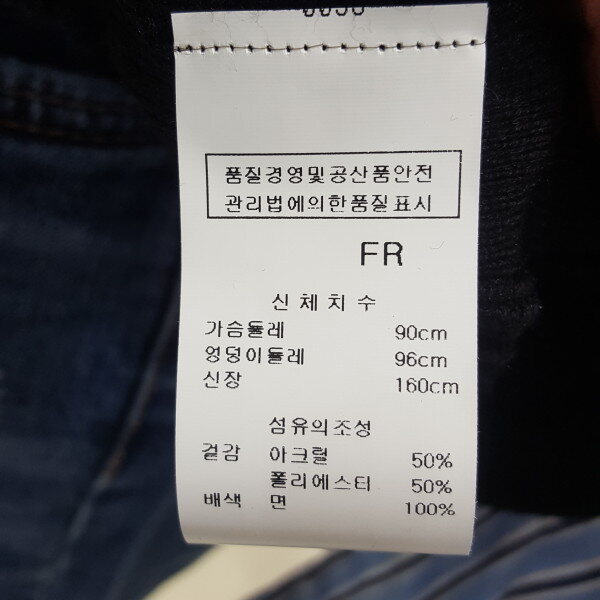 품질경영및공산품안전
관리법에의한품질표시
FR
신체치수
가슴둘레 90cm
엉덩이둘레 96cm
신장 160cm
섬유의조성
겉감 아크릴 50%
폴리에스터 50%
배색 면 100%